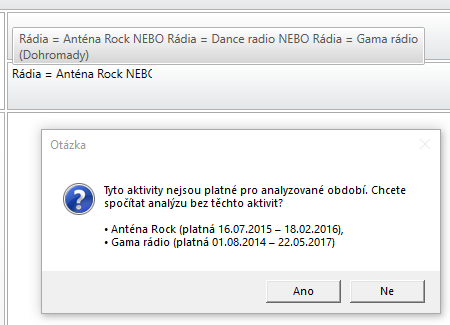 Rádia = Anténa Rock NEBO Rádia = Dance radio NEBO Rádia = Gama rádio
(Dohromady)
Rádia = Anténa Rock NEBO
Otázka
Tyto aktivity nejsou platné pro analyzované období. Chcete
spočítat analýzu bez těchto aktivit?
• Anténa Rock (platná 16.07.2015 – 18.02.2016),
• Gama rádio (platná 01.08.2014 – 22.05.2017)
Ano
Ne